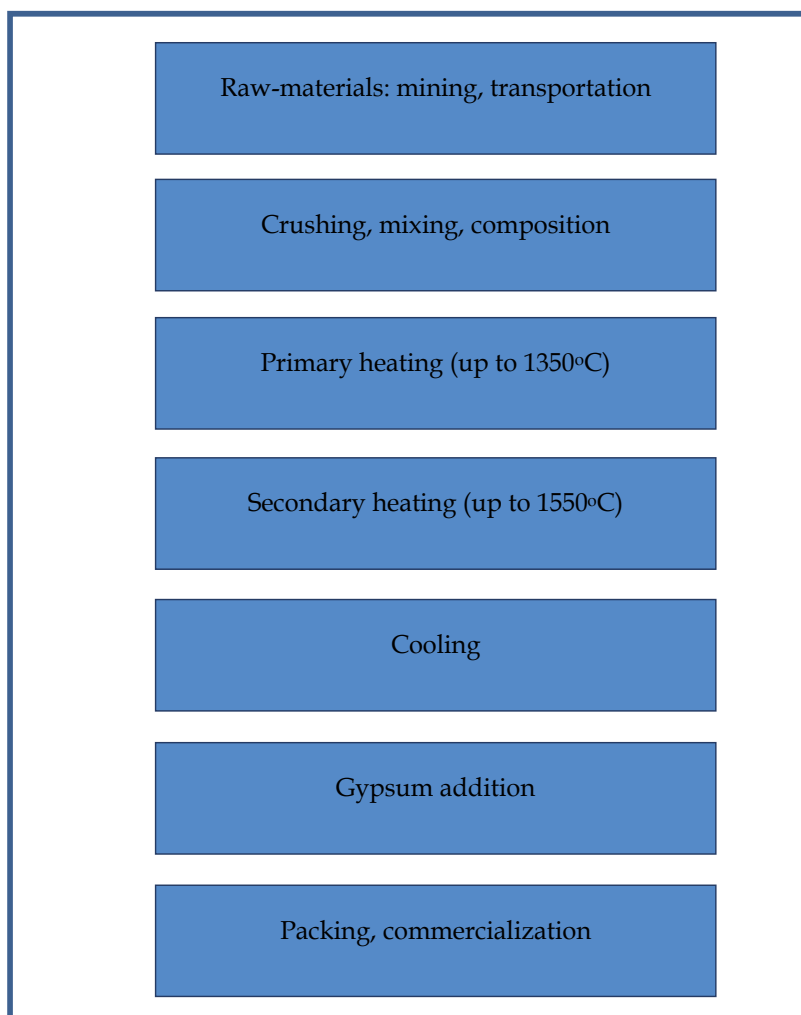 Raw-materials: mining, transportation
Crushing, mixing, composition
Primary heating (up to 1350ºC)
Secondary heating (up to 1550ºC)
Cooling
Gypsum addition
Packing, commercialization